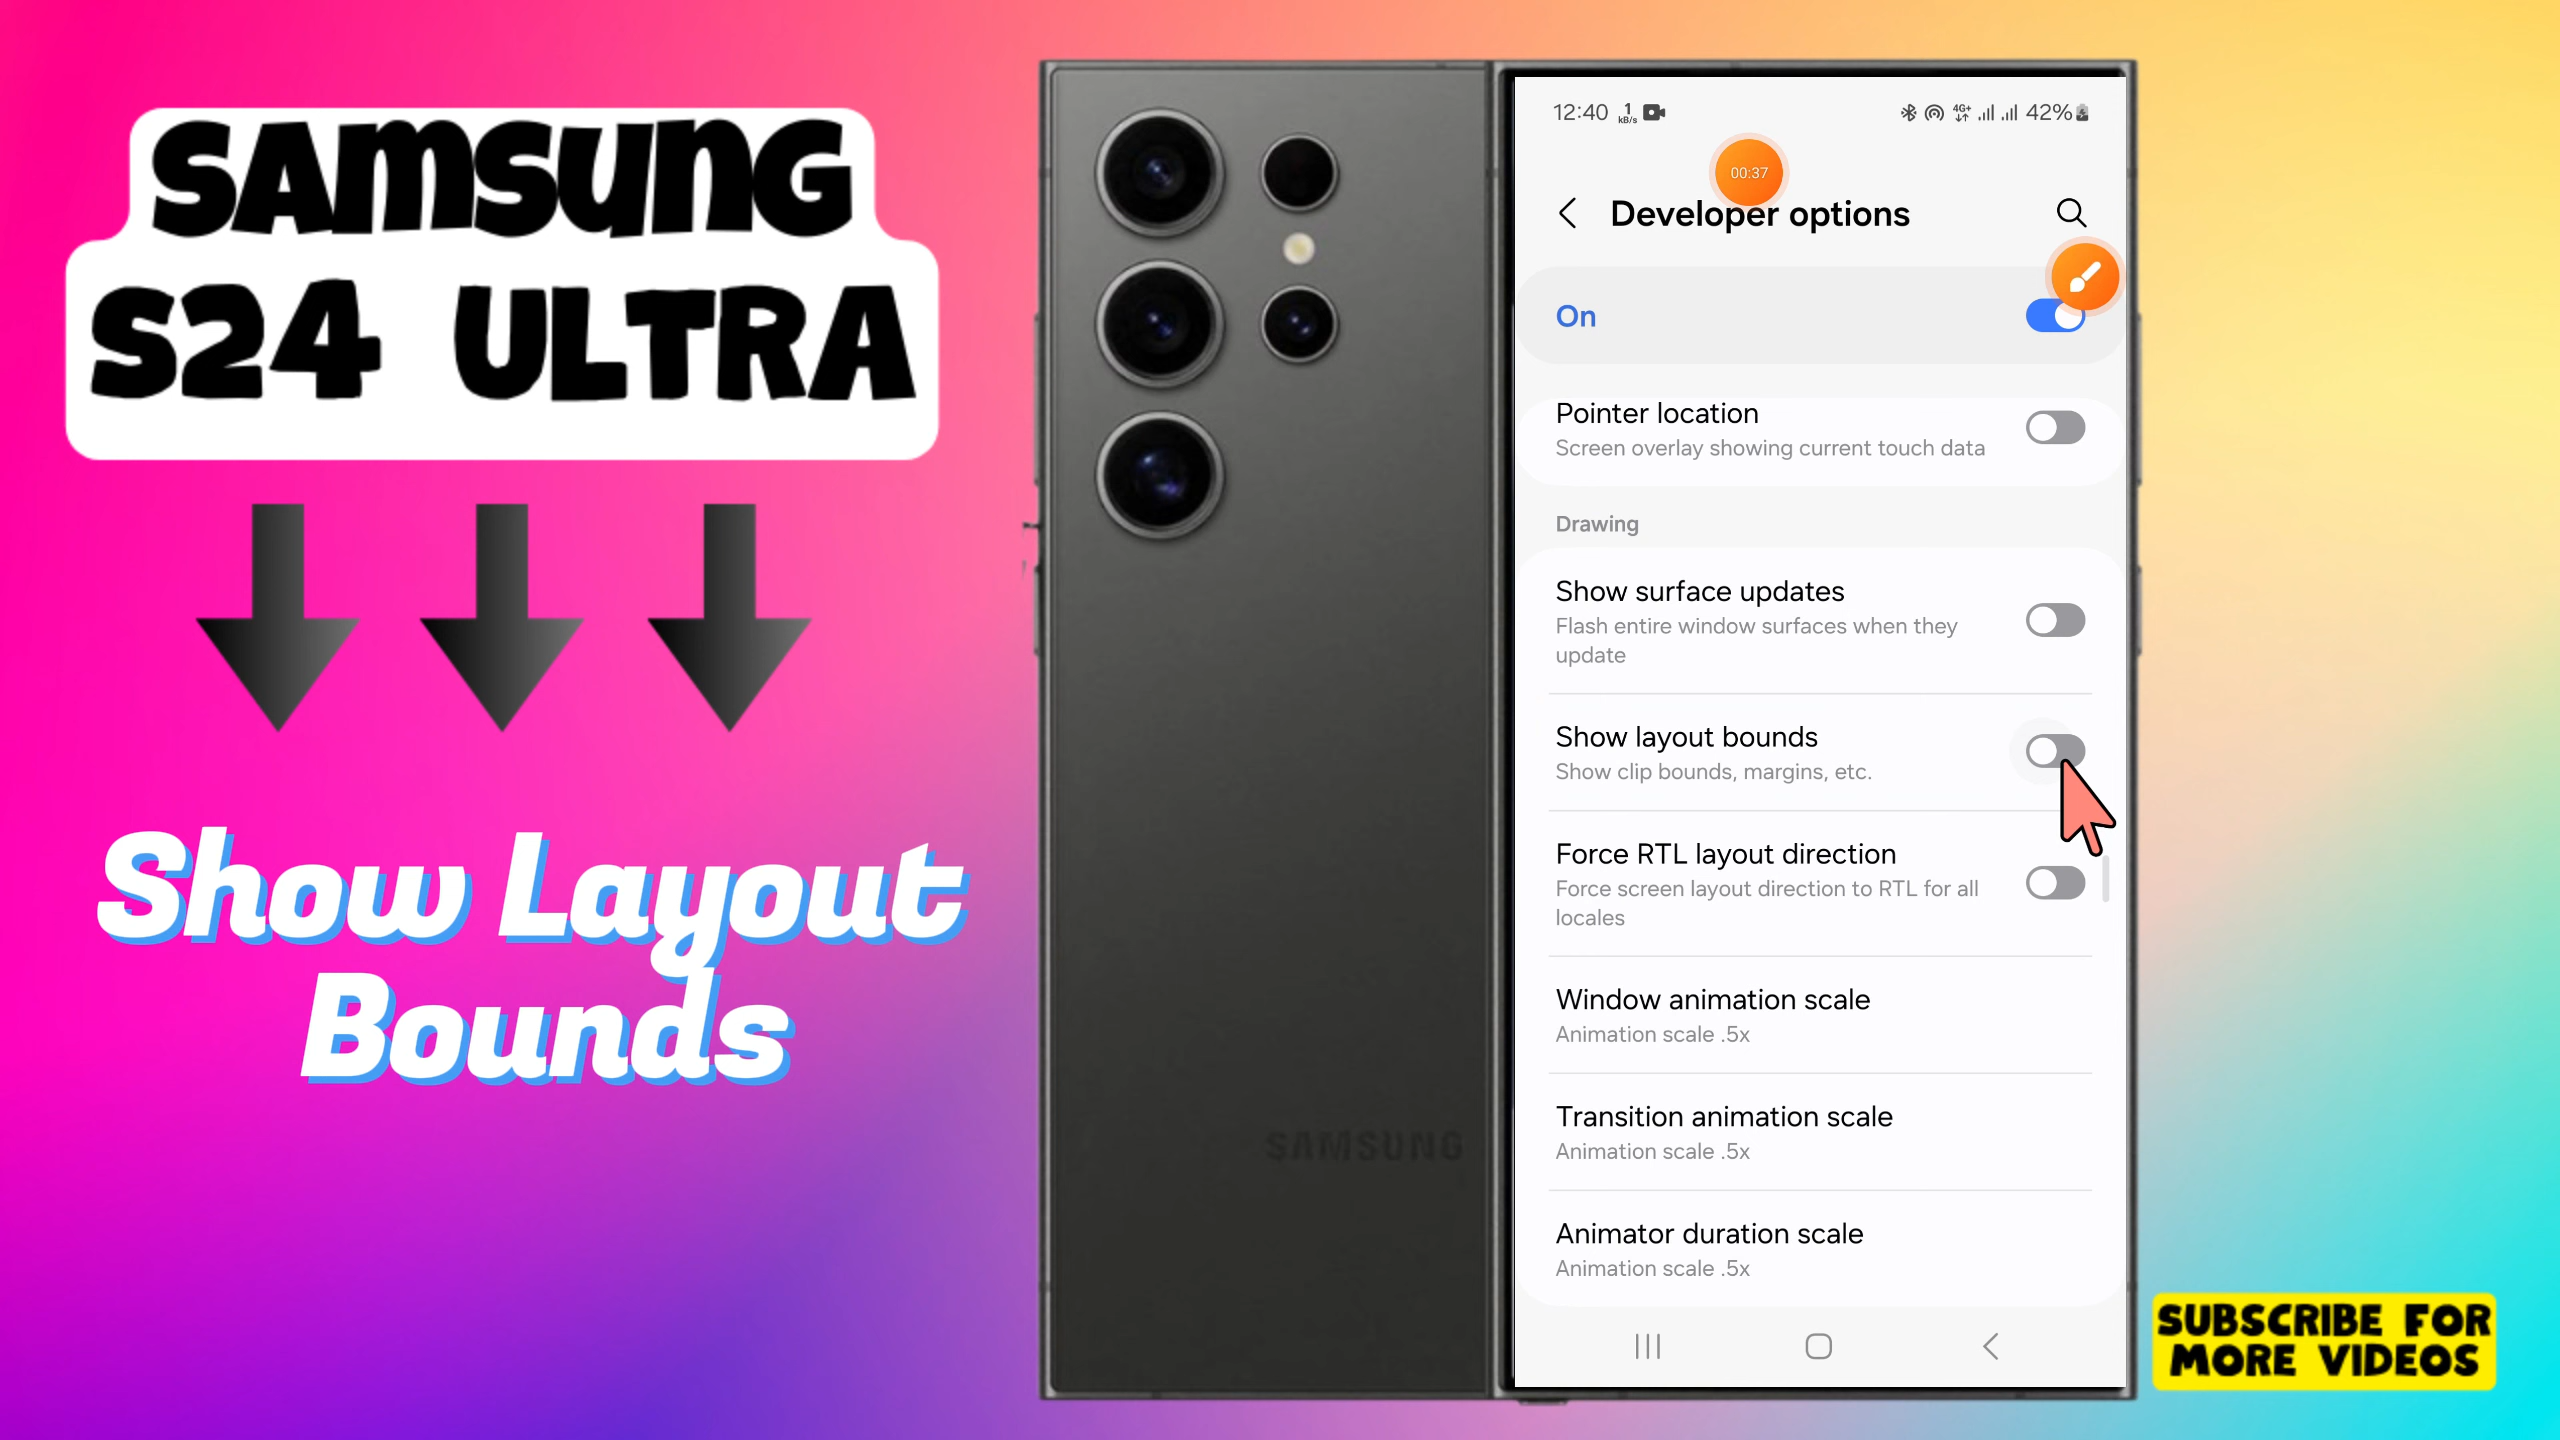 SAMSUNG
S24 ULTRA
Show Layout
Bounds
SAMSUNG
12:40 1 kB/s 4G+ 42%
00:37
Developer options
On
Pointer location
Screen overlay showing current touch data
Drawing
Show surface updates
Flash entire window surfaces when they
update
Show layout bounds
Show clip bounds, margins, etc.
Force RTL layout direction
Force screen layout direction to RTL for all
locales
Window animation scale
Animation scale .5x
Transition animation scale
Animation scale .5x
Animator duration scale
Animation scale .5x
SUBSCRIBE FOR
MORE VIDEOS